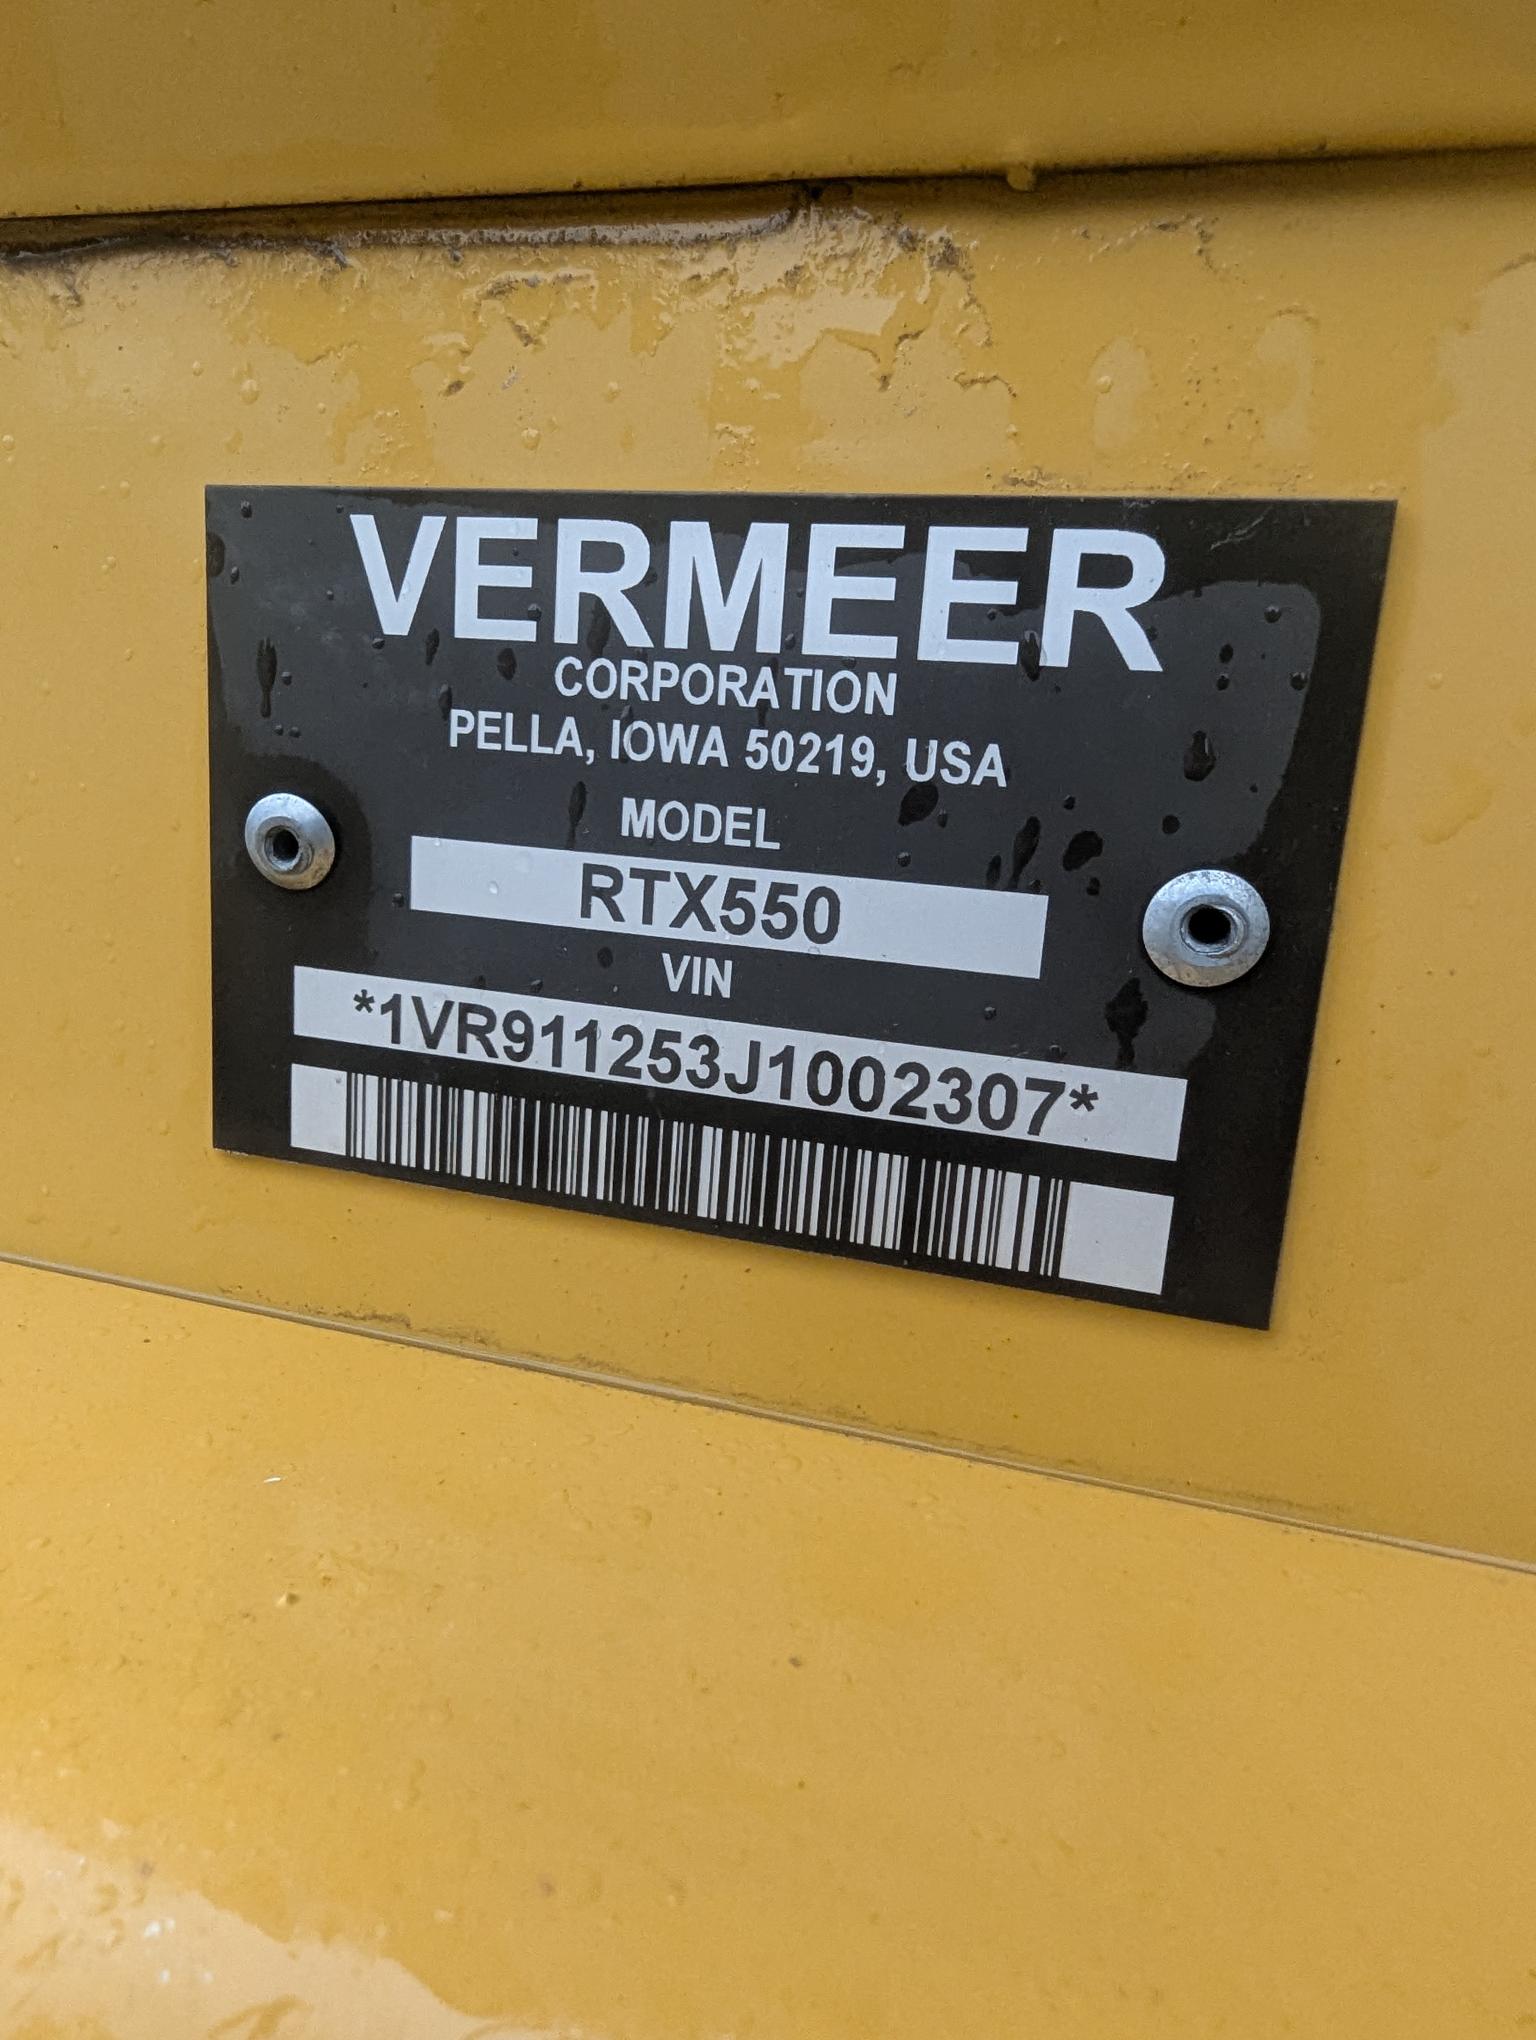 VERMEER
CORPORATION
PELLA, IOWA 50219, USA
MODEL
RTX550
VIN
*1VR911253J1002307*